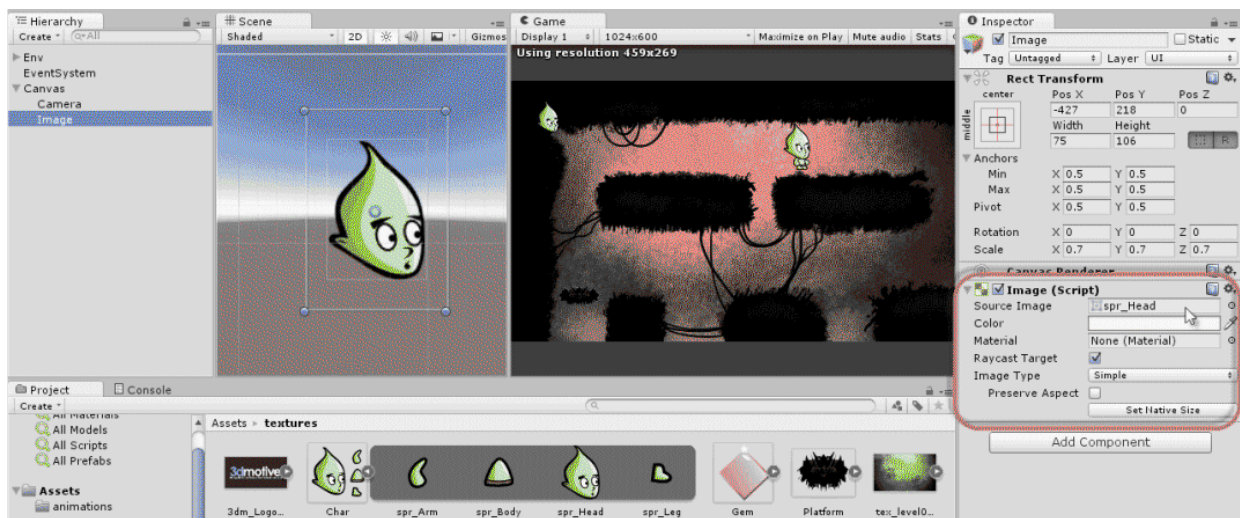 Hierarchy
Create
All
Env
EventSystem
Canvas
Camera
Image
Scene
Shaded
2D
Gizmos
Game
Display 1
1024x600
Maximize on Play
Mute audio
Stats
Using resolution 459x269
Inspector
Image
Static
Tag Untagged
Layer UI
Rect Transform
center
Pos X
Pos Y
Pos Z
-427
218
0
middle
Width
Height
75
106
R
Anchors
Min X 0.5 Y 0.5
Max X 0.5 Y 0.5
Pivot X 0.5 Y 0.5
Rotation X 0 Y 0 Z 0
Scale X 0.7 Y 0.7 Z 0.7
Canvas Renderer
Image (Script)
Source Image spr_Head
Color
Material None (Material)
Raycast Target
Image Type Simple
Preserve Aspect
Set Native Size
Add Component
Project
Console
Create
All Materials
All Models
All Scripts
All Prefabs
Assets
animations
Assets
textures
3dmotive
3dm_Logo...
Char
spr_Arm
spr_Body
spr_Head
spr_Leg
Gem
Platform
tex_level0...